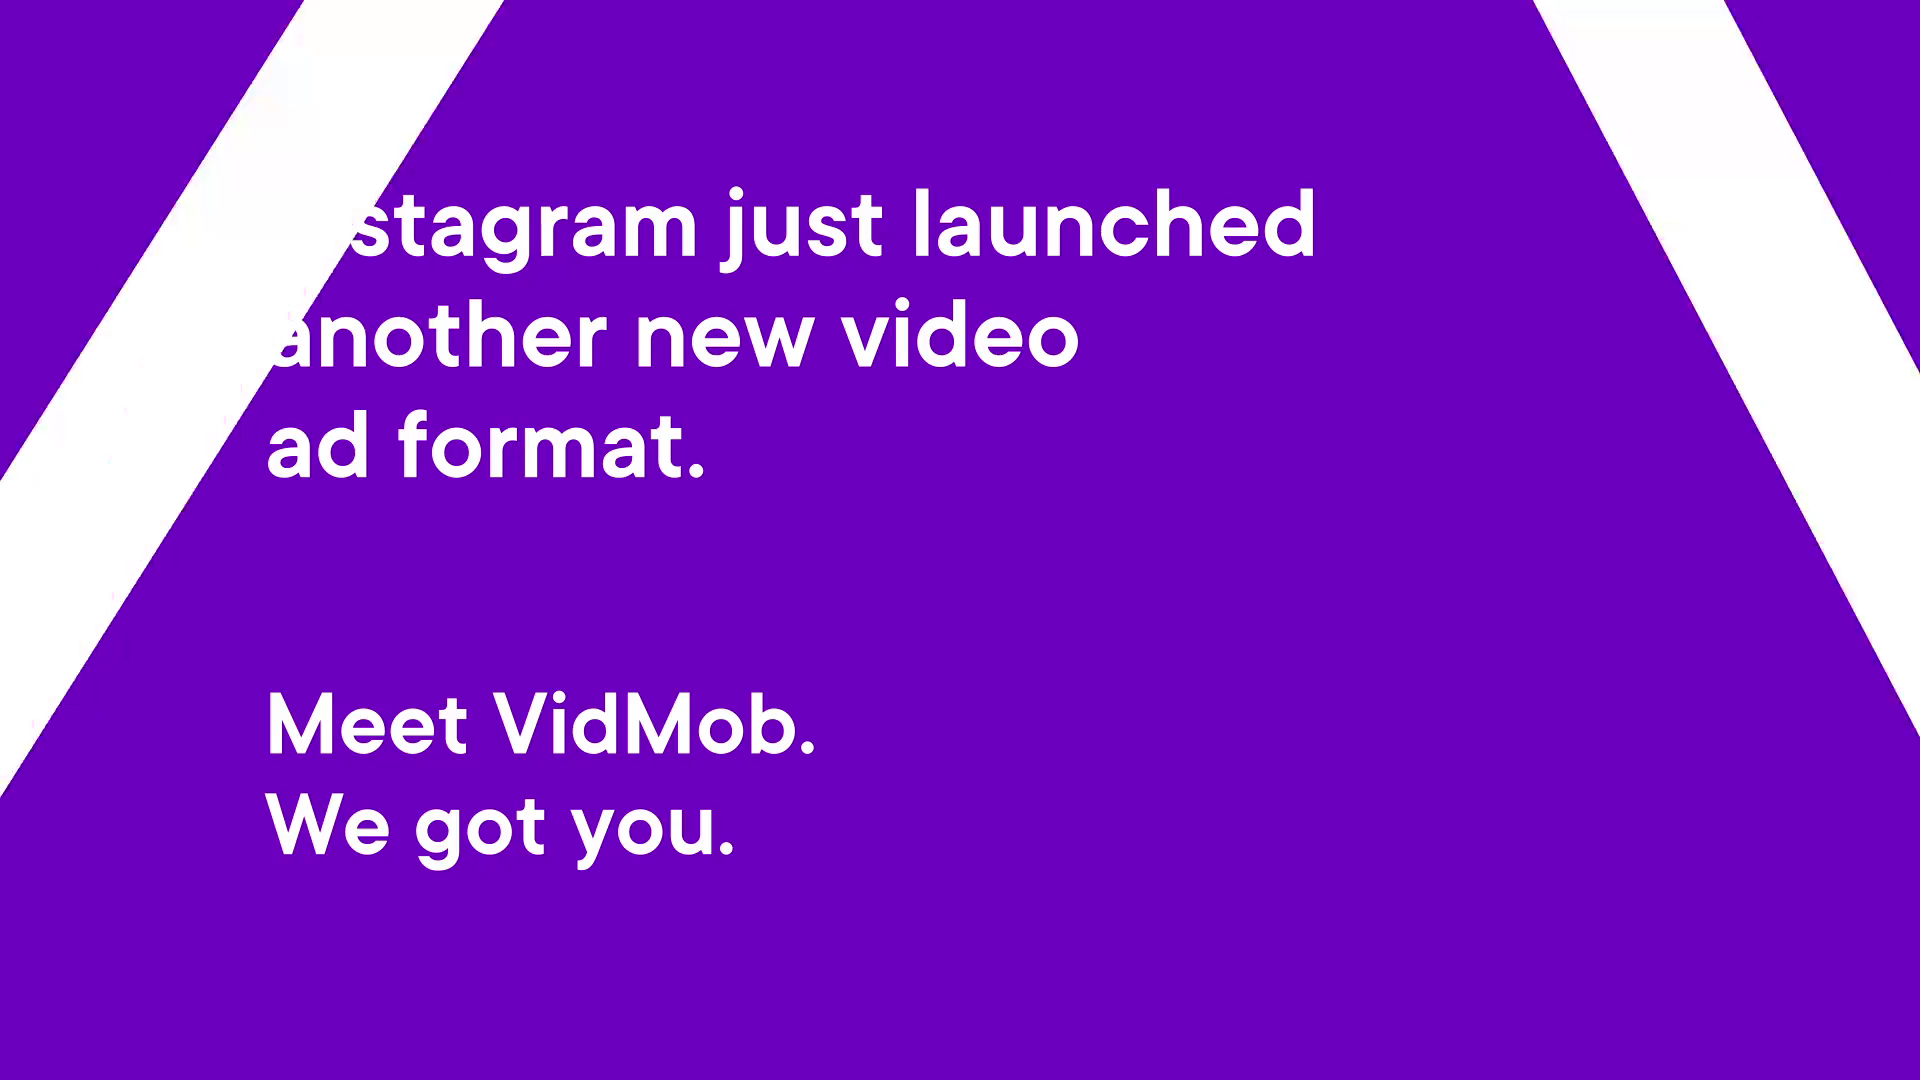 stagram just launched
another new video
ad format.
Meet VidMob.
We got you.